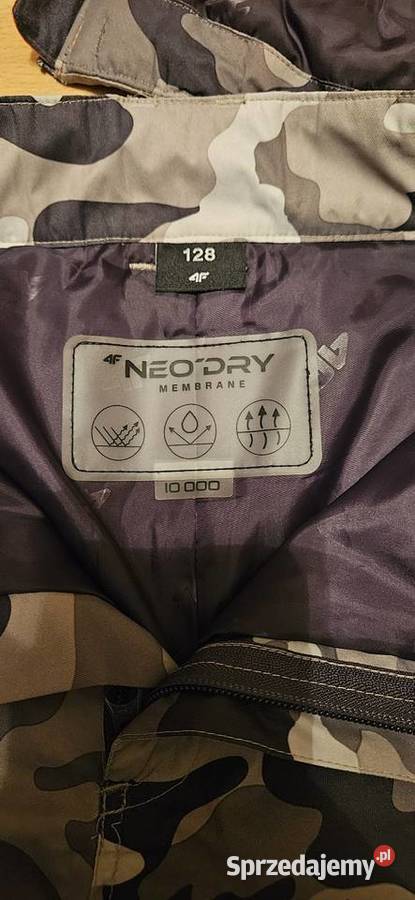 128
4F
4F NEO'DRY
MEMBRANE
10 000
Sprzedajemy.pl